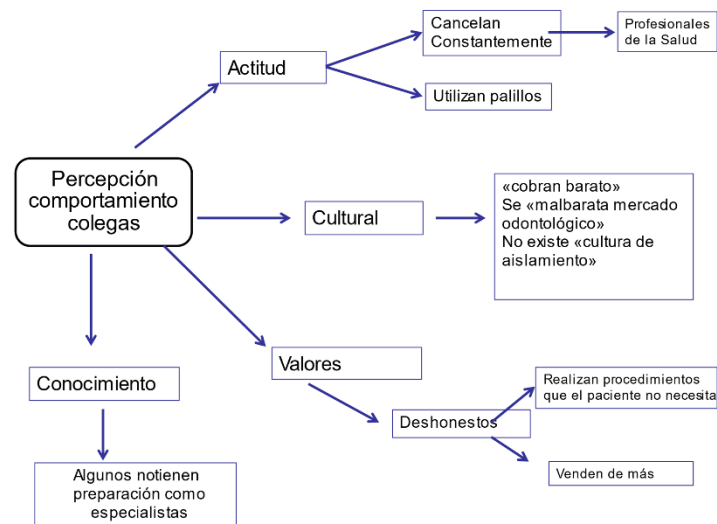 Cancelan
Constantemente
Profesionales
de la Salud
Actitud
Utilizan palillos
Percepción
comportamiento
colegas
Cultural
«cobran barato»
Se «malbarata mercado
odontológico»
No existe «cultura de
aislamiento»
Valores
Conocimiento
Deshonestos
Realizan procedimientos
que el paciente no necesita
Venden de más
Algunos notienen
preparación como
especialistas